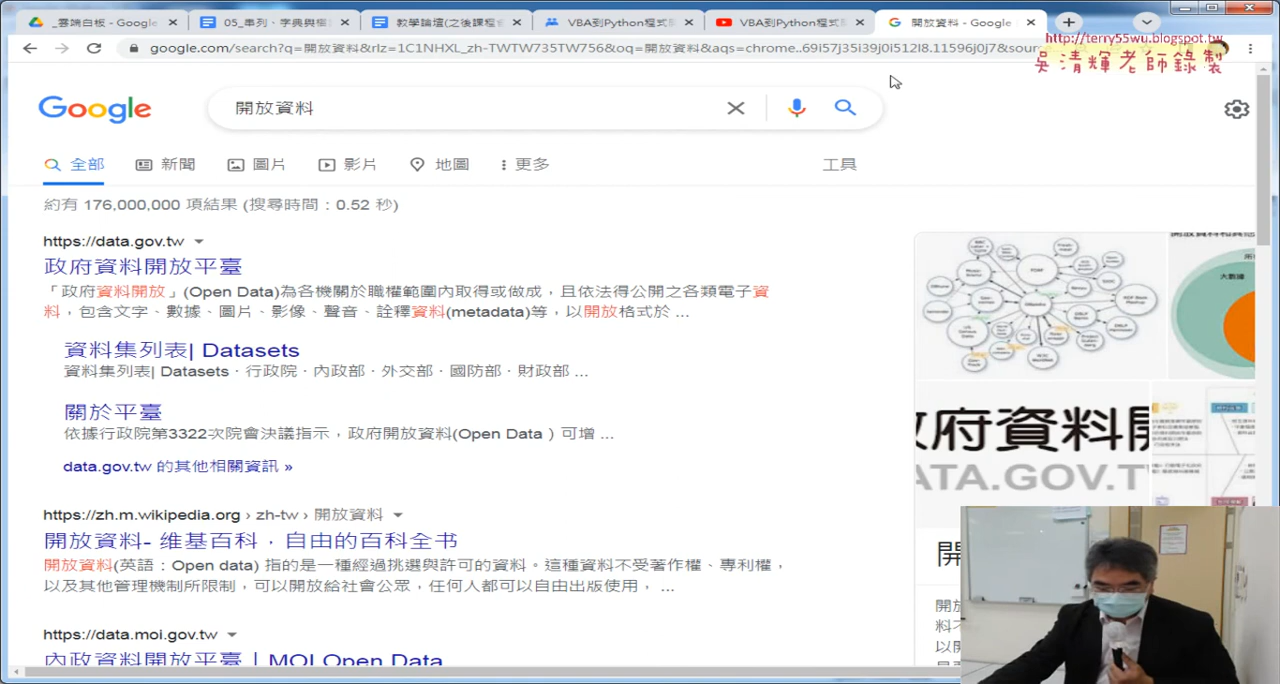 _雲端白板 - Google
05_串列、字典與檔
教學論壇(之後課程會
VBA到Python程式
VBA到Python程式
開放資料 - Google
google.com/search?q=開放資料&rlz=1C1NHXL_zh-TWTW735TW756&oq=開放資料&aqs=chrome..69i57j35i39j0i512l8.11596j0j7&sour
http://terry55wu.blogspot.tw
吳清輝老師錄製
Google
開放資料
全部
新聞
圖片
影片
地圖
更多
工具
約有 176,000,000 項結果 (搜尋時間：0.52 秒)
https://data.gov.tw
政府資料開放平臺
「政府資料開放」(Open Data)為各機關於職權範圍內取得或做成，且依法得公開之各類電子資
料，包含文字、數據、圖片、影像、聲音、詮釋資料(metadata)等，以開放格式於 ...
資料集列表| Datasets
資料集列表| Datasets · 行政院 · 內政部 · 外交部 · 國防部 · 財政部 ...
關於平臺
依據行政院第3322次院會決議指示，政府開放資料(Open Data ) 可增 ...
data.gov.tw 的其他相關資訊 »
https://zh.m.wikipedia.org › zh-tw › 開放資料
開放資料- 维基百科，自由的百科全书
開放資料(英語：Open data) 指的是一種經過挑選與許可的資料。這種資料不受著作權、專利權，
以及其他管理機制所限制，可以開放給社會公眾，任何人都可以自由出版使用， ...
https://data.moi.gov.tw
內政資料開放平臺 | MOI Open Data
大數據
政府資料開
DATA.GOV.T
開
開放
料不
以及